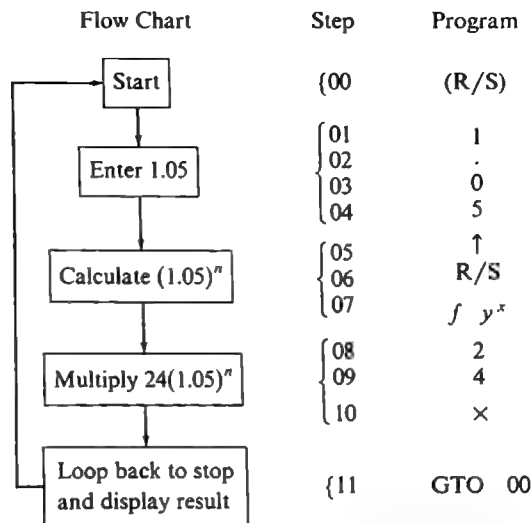 Flow Chart Step Program
Start {00 (R/S)
Enter 1.05
01 1
02 .
03 0
04 5
Calculate (1.05)ⁿ
05 ↑
06 R/S
07 f yˣ
Multiply 24(1.05)ⁿ
08 2
09 4
10 ×
Loop back to stop
and display result
{11 GTO 00